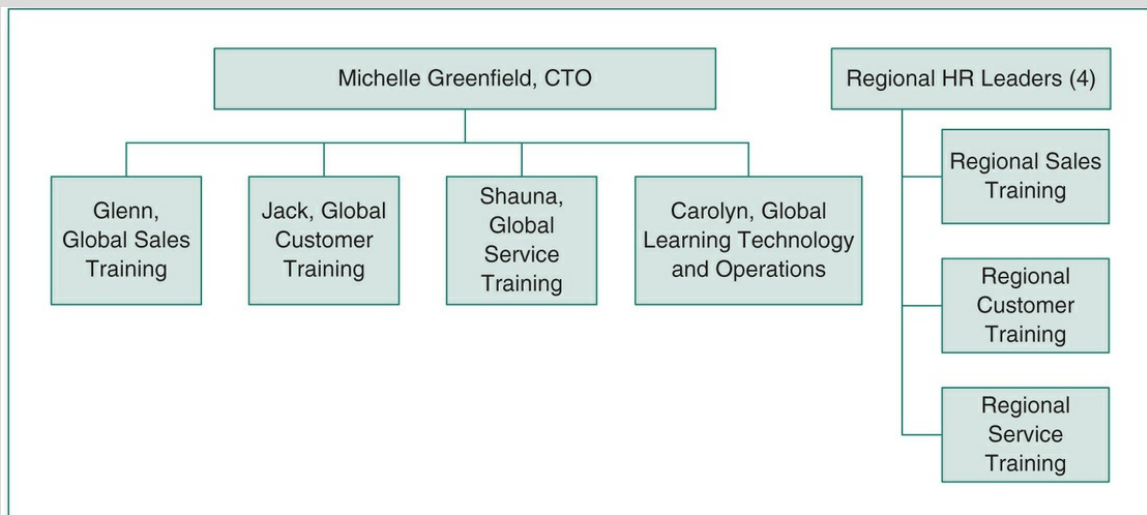 Michelle Greenfield, CTO
Regional HR Leaders (4)
Glenn,
Global Sales
Training
Jack, Global
Customer
Training
Shauna,
Global
Service
Training
Carolyn, Global
Learning Technology
and Operations
Regional Sales
Training
Regional
Customer
Training
Regional
Service
Training